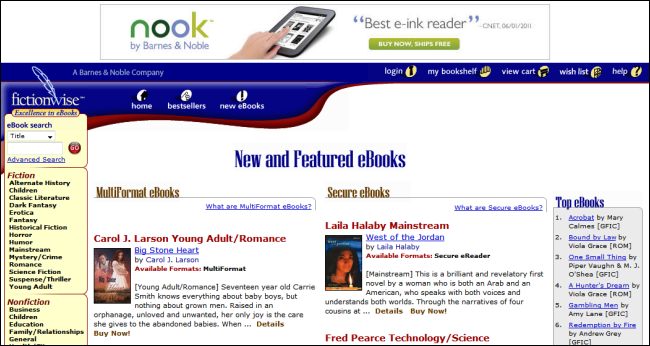 nook™
by Barnes & Noble
“Best e-ink reader” –CNET, 06/01/2011
BUY NOW, SHIPS FREE
A Barnes & Noble Company
login
my bookshelf
view cart
wish list
help
fictionwise™
Excellence in eBooks
home
bestsellers
new eBooks
eBook search
Title
GO
Advanced Search
Fiction
Alternate History
Children
Classic Literature
Dark Fantasy
Erotica
Fantasy
Historical Fiction
Horror
Humor
Mainstream
Mystery/Crime
Romance
Science Fiction
Suspense/Thriller
Young Adult
Nonfiction
Business
Children
Education
Family/Relationships
General
New and Featured eBooks
MultiFormat eBooks
What are MultiFormat eBooks?
Carol J. Larson Young Adult/Romance
Big Stone Heart
by Carol J. Larson
Available Formats: MultiFormat
[Young Adult/Romance] Seventeen year old Carrie
Smith knows everything about baby boys, but
nothing about grown men. Raised in an
orphanage, unloved and unwanted, her only joy is the care
she gives to the abandoned babies. When ... Details
Buy Now!
Secure eBooks
What are Secure eBooks?
Laila Halaby Mainstream
West of the Jordan
by Laila Halaby
Available Formats: Secure eReader
[Mainstream] This is a brilliant and revelatory first
novel by a woman who is both an Arab and an
American, who speaks with both voices and
understands both worlds. Through the narratives of four
cousins at ... Details Buy Now!
Fred Pearce Technology/Science
Top eBooks
1. Acrobat by Mary
Calmes [GFIC]
2. Bound by Law by
Viola Grace [ROM]
3. One Small Thing by
Piper Vaughn & M. J.
O'Shea [GFIC]
4. A Hunter's Dream by
Viola Grace [ROM]
5. Gambling Men by
Amy Lane [GFIC]
6. Redemption by Fire
by Andrew Grey
[GFIC]